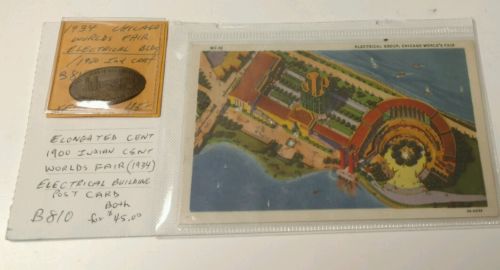 1934 CHICAGO
WORLDS FAIR
ELECTRICAL BLDG
1900 IND CENT
B810
ELONGATED CENT
1900 INDIAN CENT
WORLDS FAIR (1934)
ELECTRICAL BUILDING
POST CARD
Both
B810 for $45.00
ELECTRICAL GROUP, CHICAGO WORLD'S FAIR